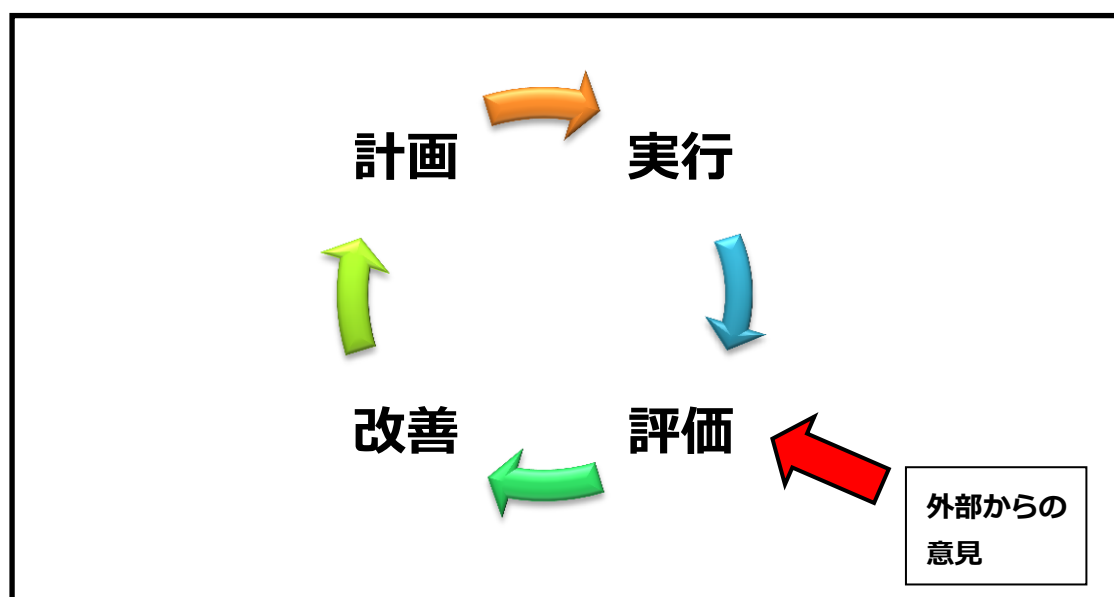 計画
実行
改善
評価
外部からの
意見